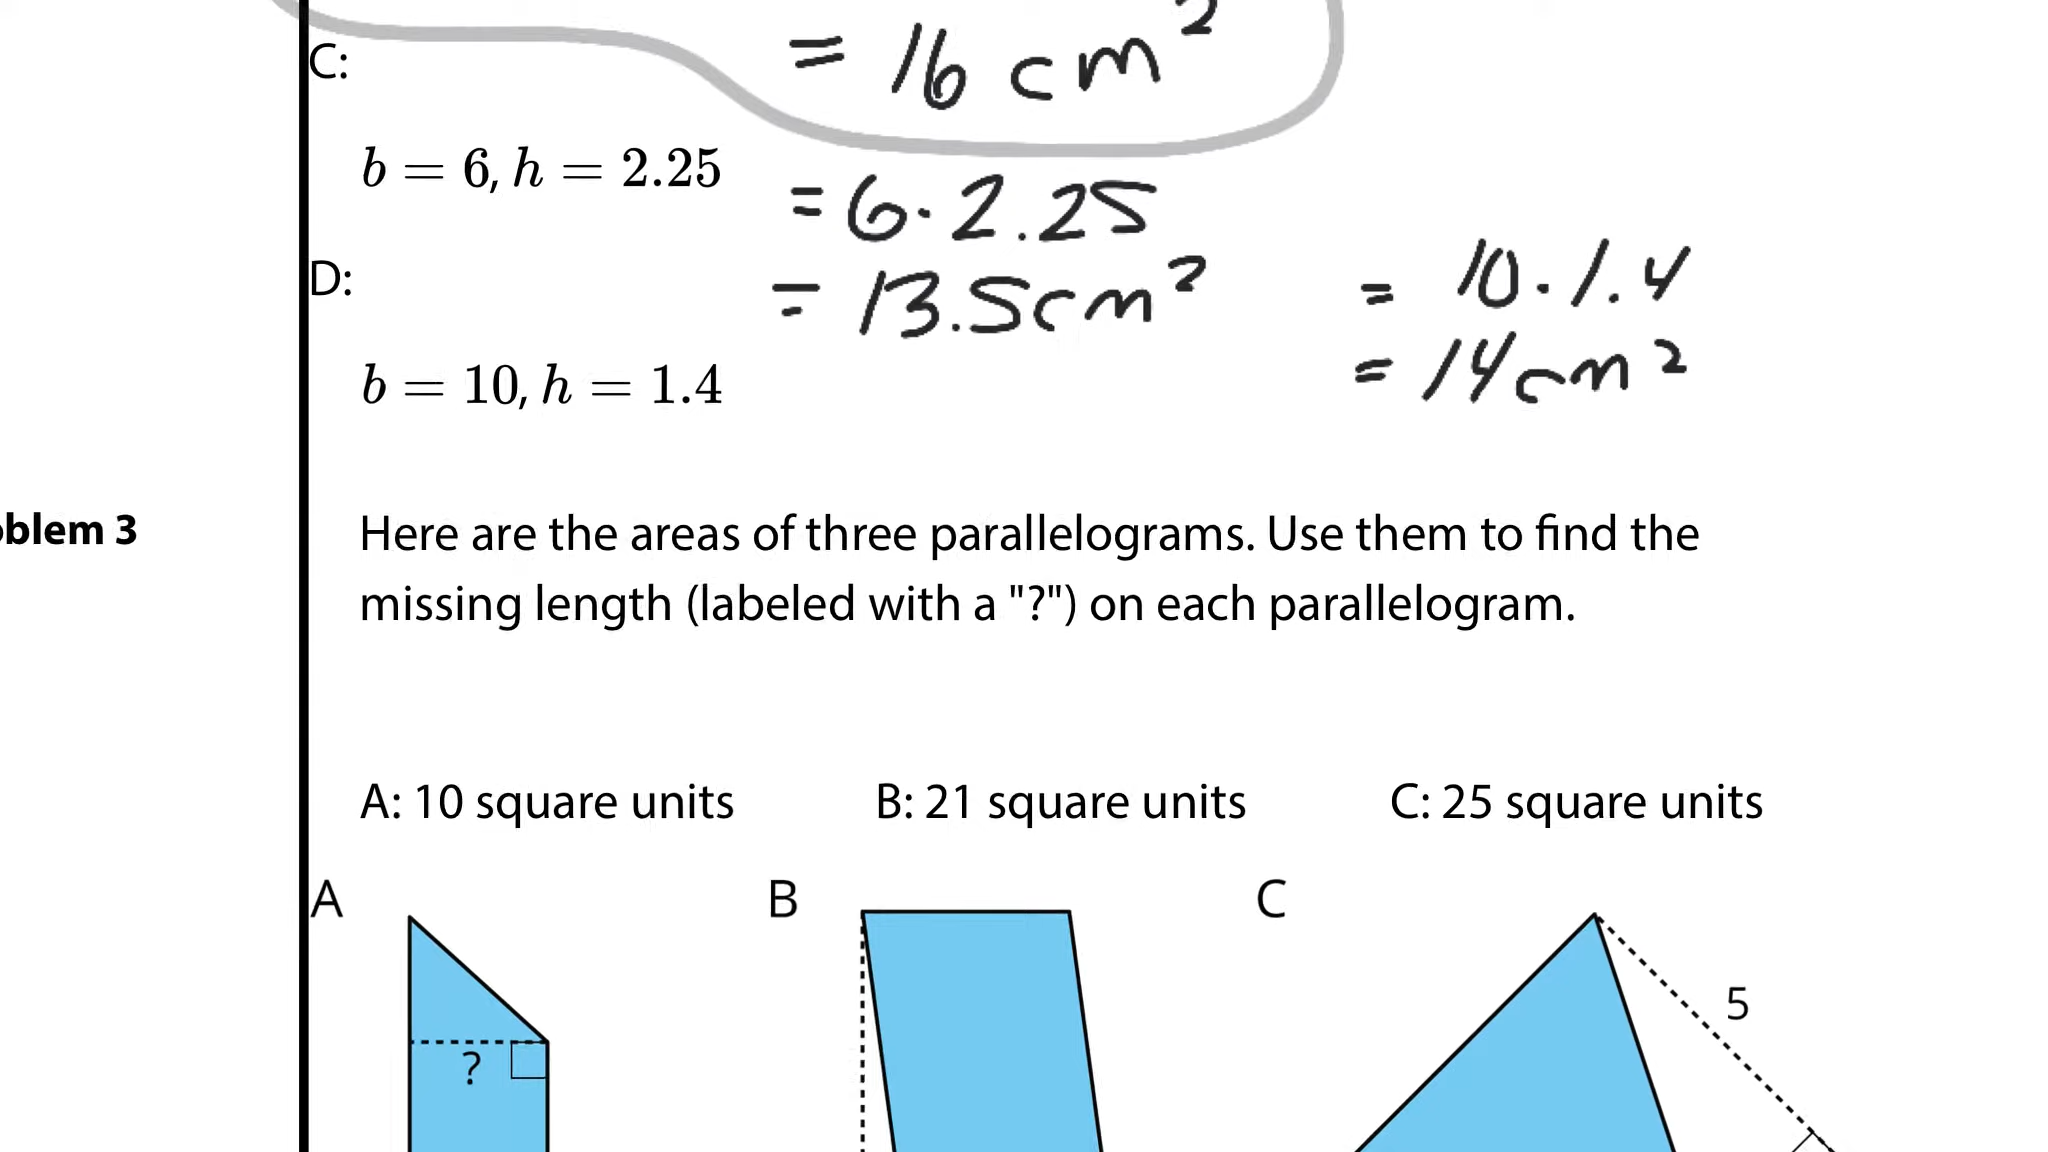 = 16 cm²
C:
b = 6, h = 2.25
= 6 · 2.25
D:
= 13.5cm²
= 10 · 1.4
= 14cm²
b = 10, h = 1.4
oblem 3
Here are the areas of three parallelograms. Use them to find the
missing length (labeled with a "?") on each parallelogram.
A: 10 square units
B: 21 square units
C: 25 square units
A
B
C
5
?